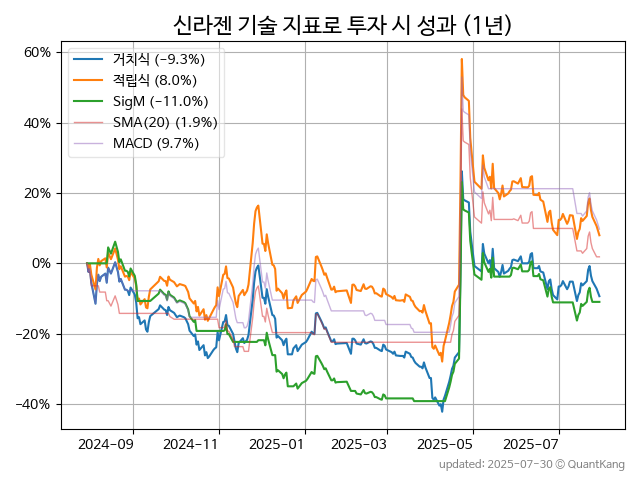 신라젠 기술 지표로 투자 시 성과 (1년)
60%
40%
20%
0%
−20%
−40%
거치식 (−9.3%)
적립식 (8.0%)
SigM (−11.0%)
SMA(20) (1.9%)
MACD (9.7%)
2024-09
2024-11
2025-01
2025-03
2025-05
2025-07
updated: 2025-07-30 © QuantKang